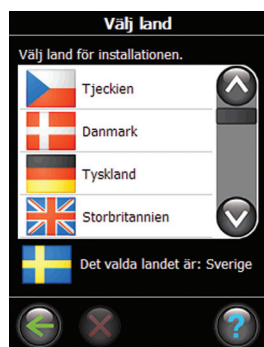 Välj land
Välj land för installationen.
Tjeckien
Danmark
Tyskland
Storbritannien
Det valda landet är: Sverige
?